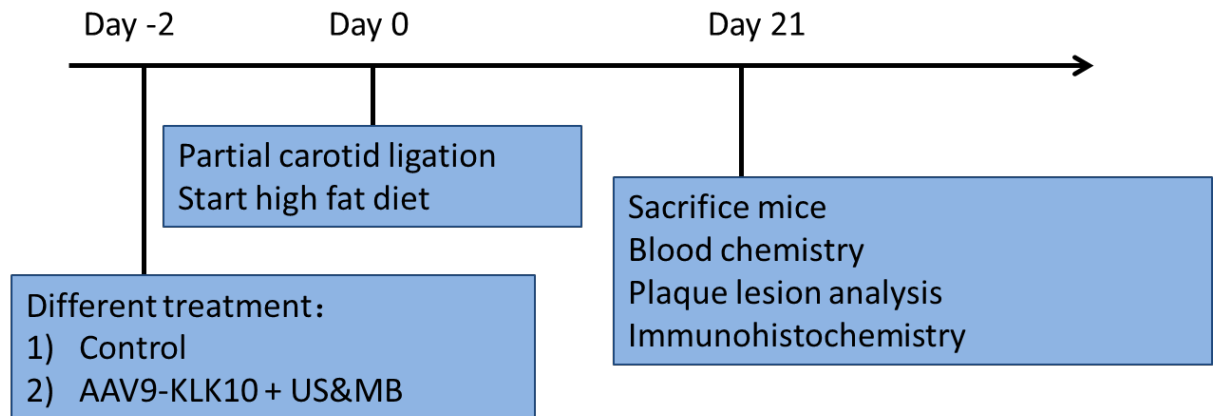 Day -2
Day 0
Day 21
Partial carotid ligation
Start high fat diet
Sacrifice mice
Blood chemistry
Plaque lesion analysis
Immunohistochemistry
Different treatment：
1) Control
2) AAV9-KLK10 + US&MB